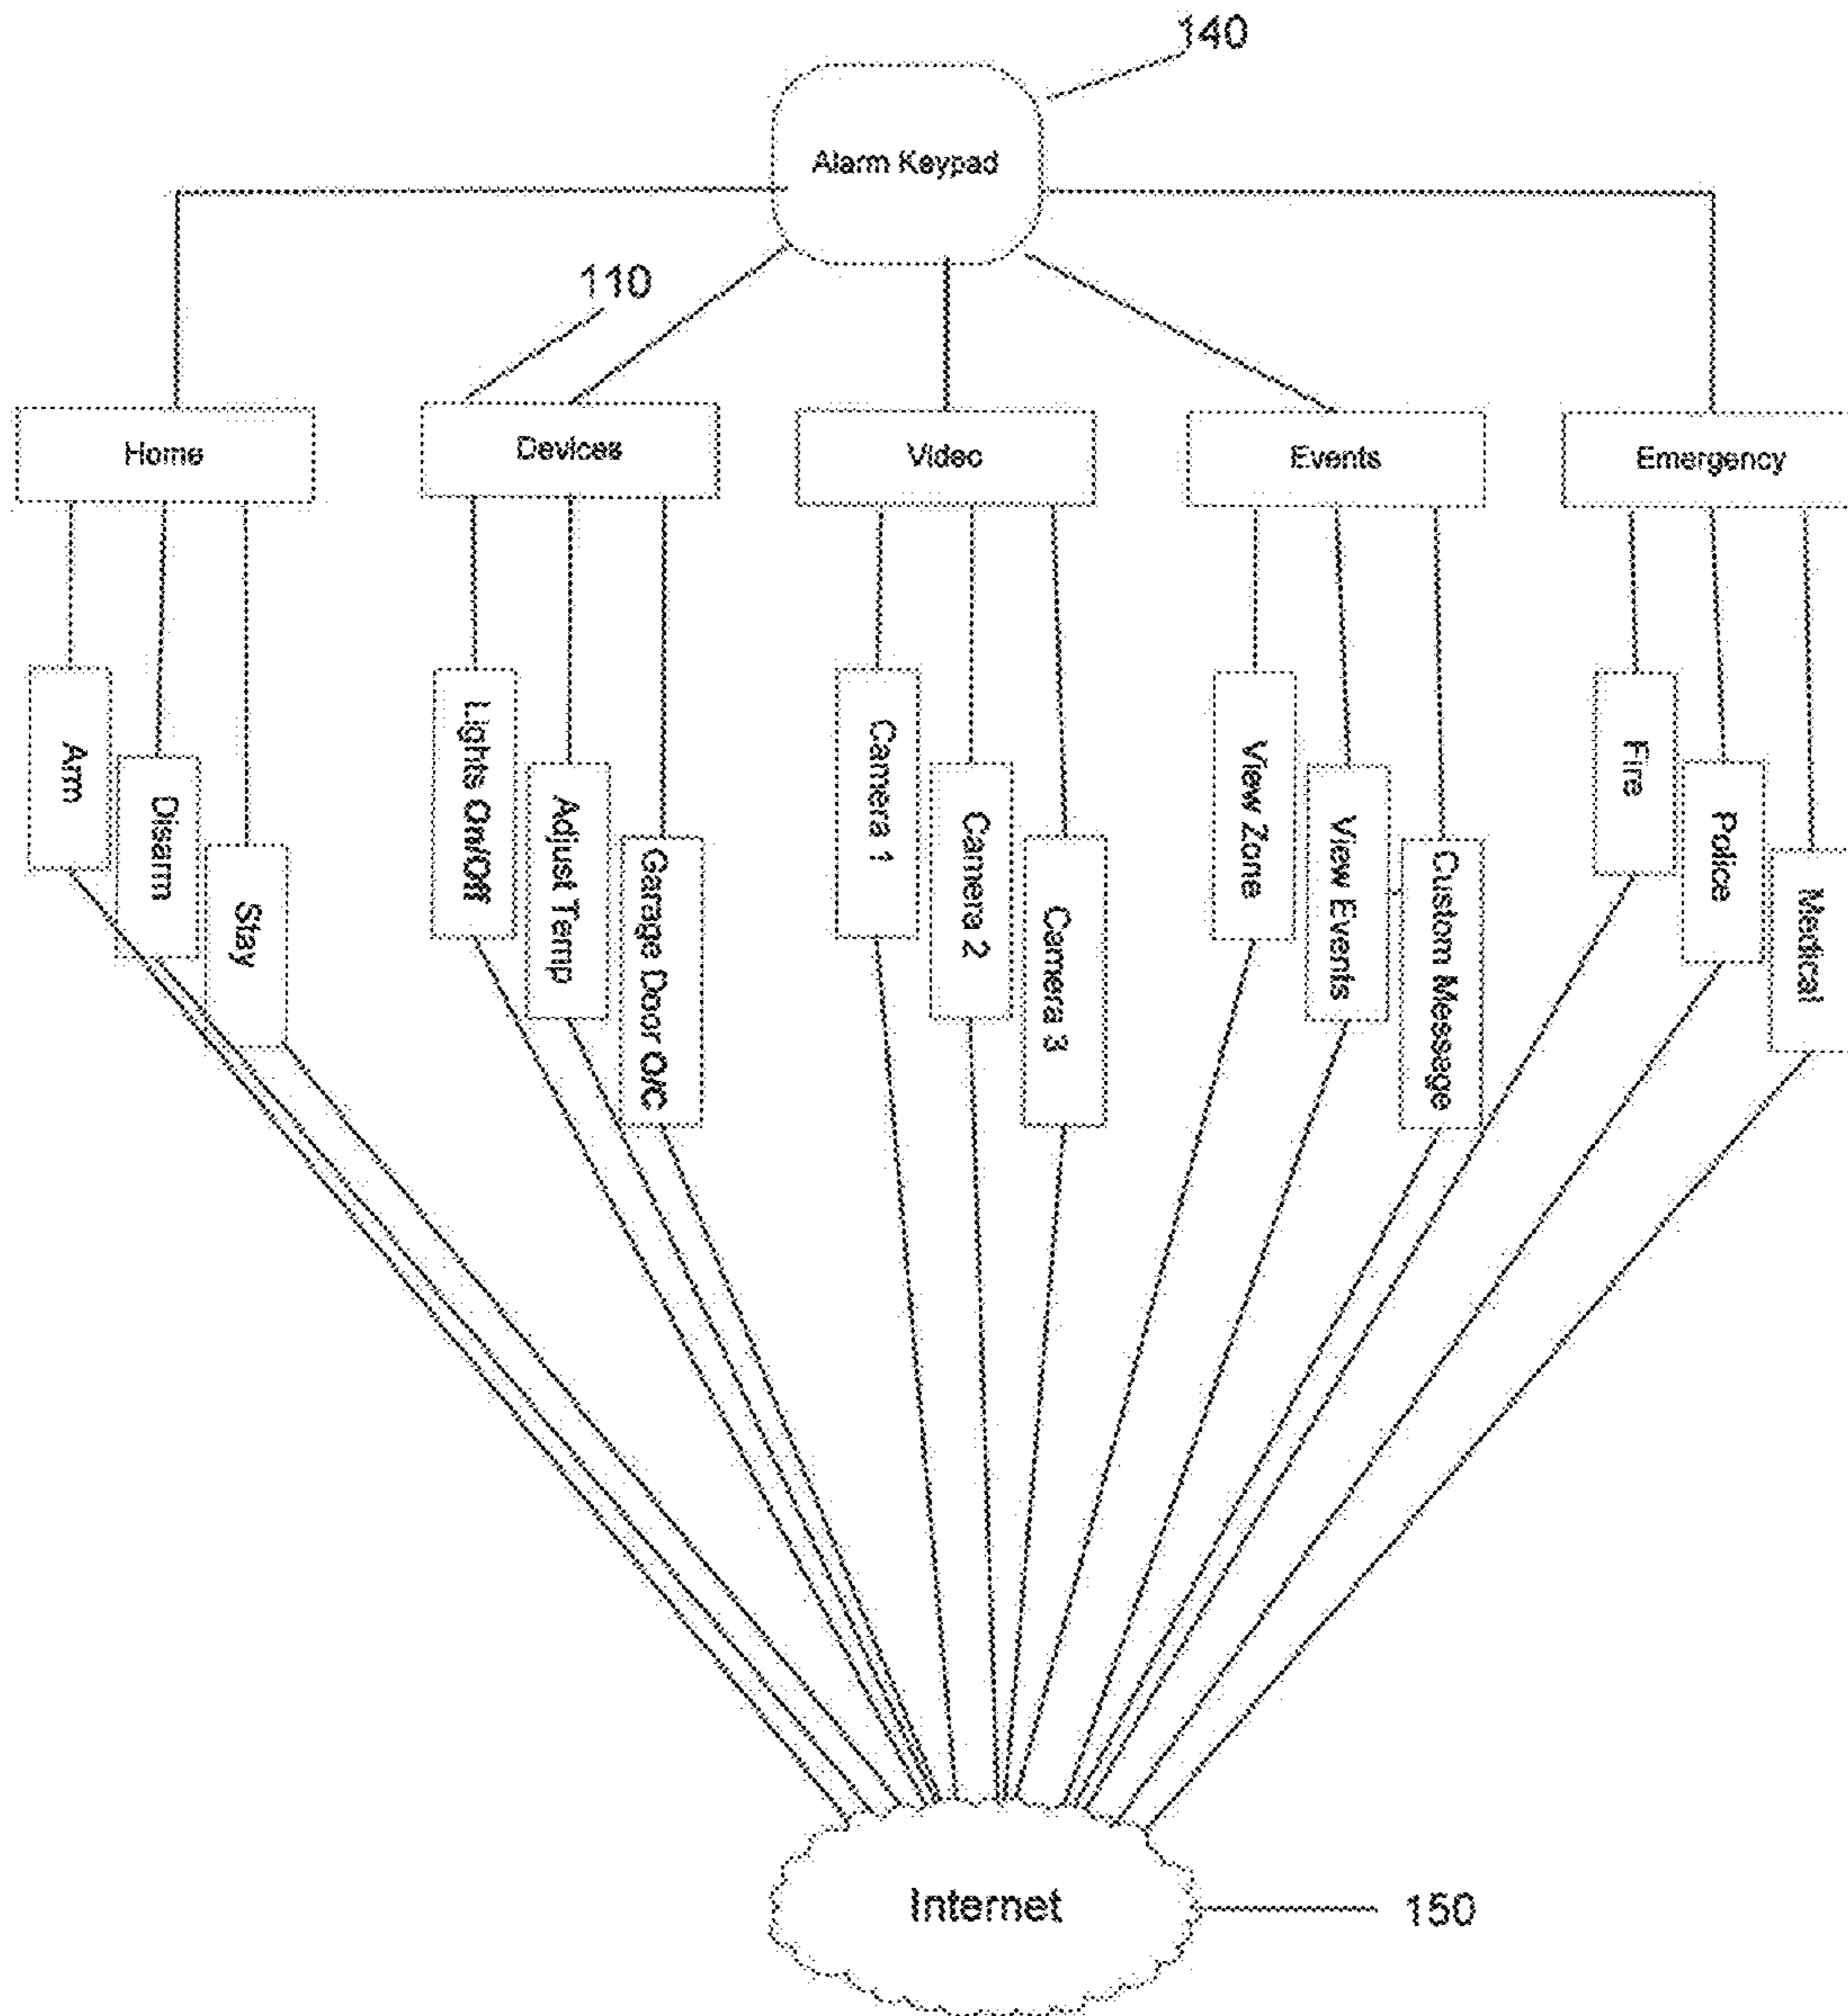 140
Alarm Keypad
110
Home
Devices
Video
Events
Emergency
Arm
Disarm
Stay
Lights On/Off
Adjust Temp
Garage Door O/C
Camera 1
Camera 2
Camera 3
View Zone
View Events
Custom Message
Fire
Police
Medical
Internet
150